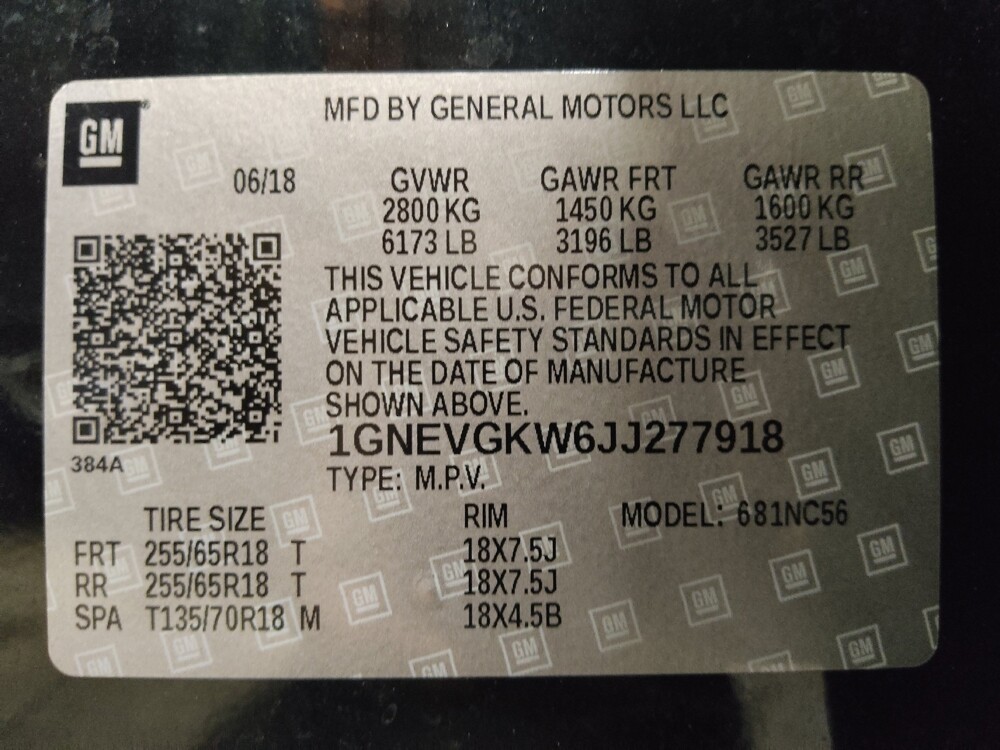 GM
MFD BY GENERAL MOTORS LLC
06/18 GVWR GAWR FRT GAWR RR
2800 KG 1450 KG 1600 KG
6173 LB 3196 LB 3527 LB
THIS VEHICLE CONFORMS TO ALL
APPLICABLE U.S. FEDERAL MOTOR
VEHICLE SAFETY STANDARDS IN EFFECT
ON THE DATE OF MANUFACTURE
SHOWN ABOVE.
1GNEVGKW6JJ277918
384A
TYPE: M.P.V.
TIRE SIZE RIM MODEL: 681NC56
FRT 255/65R18 T 18X7.5J
RR 255/65R18 T 18X7.5J
SPA T135/70R18 M 18X4.5B